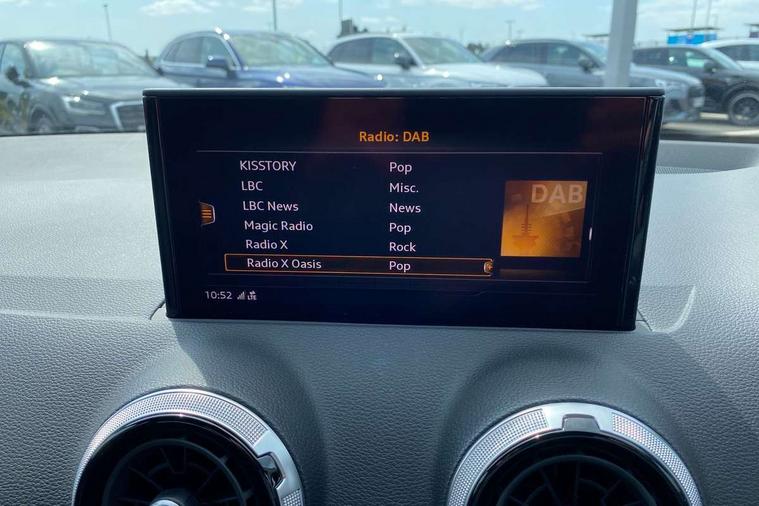 Radio: DAB
KISSTORY Pop
LBC Misc.
LBC News News
Magic Radio Pop
Radio X Rock
Radio X Oasis Pop
DAB
10:52 LTE